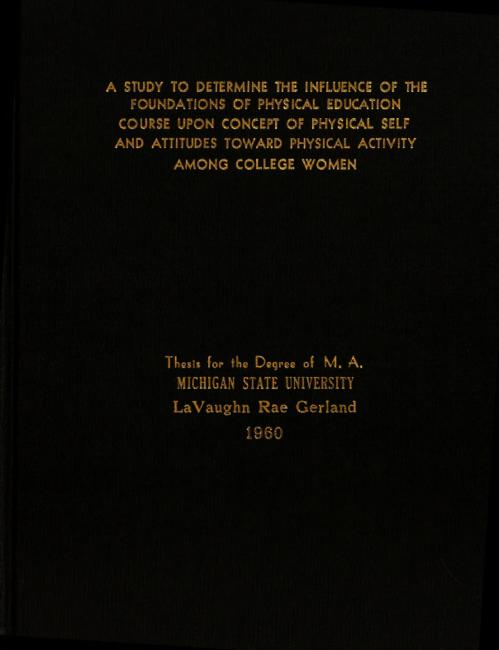 A STUDY TO DETERMINE THE INFLUENCE OF THE
FOUNDATIONS OF PHYSICAL EDUCATION
COURSE UPON CONCEPT OF PHYSICAL SELF
AND ATTITUDES TOWARD PHYSICAL ACTIVITY
AMONG COLLEGE WOMEN
Thesis for the Degree of M. A.
MICHIGAN STATE UNIVERSITY
LaVaughn Rae Gerland
1960